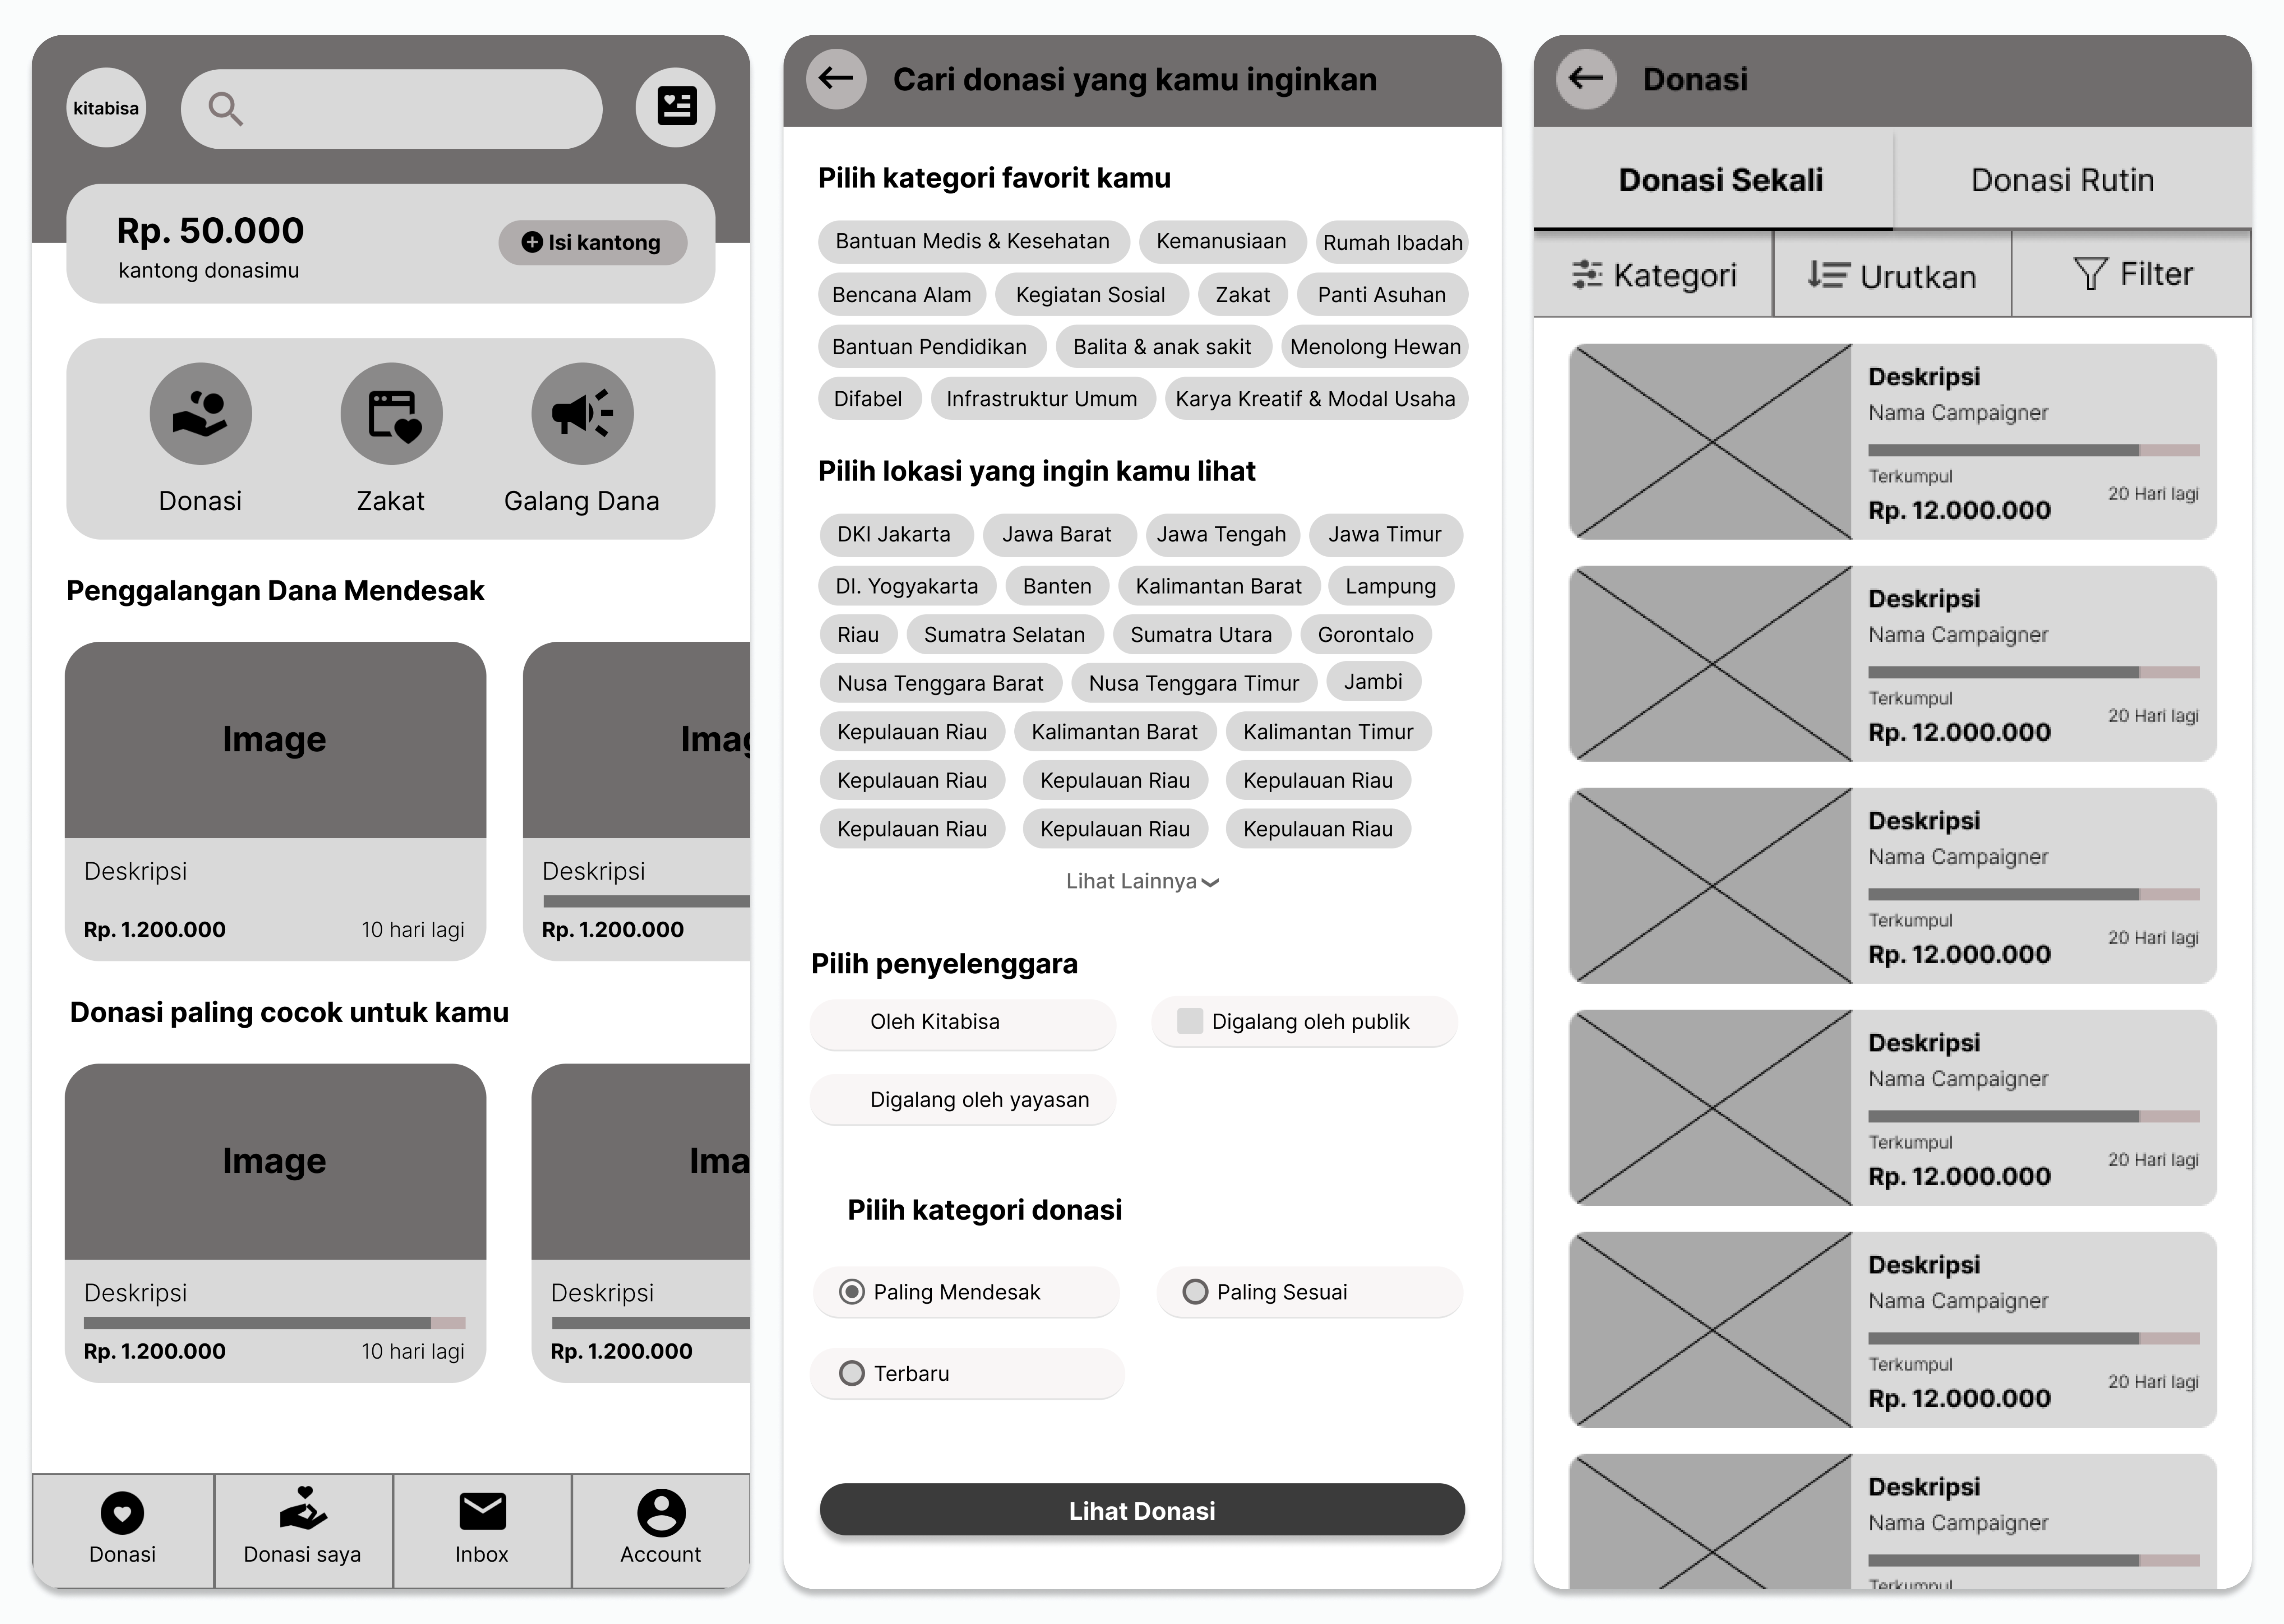 kitabisa
Rp. 50.000
kantong donasimu
Isi kantong
Donasi
Zakat
Galang Dana
Penggalangan Dana Mendesak
Image
Imag
Deskripsi
Rp. 1.200.000
10 hari lagi
Deskripsi
Rp. 1.200.000
Donasi paling cocok untuk kamu
Image
Ima
Deskripsi
Rp. 1.200.000
10 hari lagi
Deskripsi
Rp. 1.200.000
Donasi
Donasi saya
Inbox
Account
Cari donasi yang kamu inginkan
Pilih kategori favorit kamu
Bantuan Medis & Kesehatan
Kemanusiaan
Rumah Ibadah
Bencana Alam
Kegiatan Sosial
Zakat
Panti Asuhan
Bantuan Pendidikan
Balita & anak sakit
Menolong Hewan
Difabel
Infrastruktur Umum
Karya Kreatif & Modal Usaha
Pilih lokasi yang ingin kamu lihat
DKI Jakarta
Jawa Barat
Jawa Tengah
Jawa Timur
DI. Yogyakarta
Banten
Kalimantan Barat
Lampung
Riau
Sumatra Selatan
Sumatra Utara
Gorontalo
Nusa Tenggara Barat
Nusa Tenggara Timur
Jambi
Kepulauan Riau
Kalimantan Barat
Kalimantan Timur
Kepulauan Riau
Kepulauan Riau
Kepulauan Riau
Kepulauan Riau
Kepulauan Riau
Kepulauan Riau
Lihat Lainnya
Pilih penyelenggara
Oleh Kitabisa
Digalang oleh publik
Digalang oleh yayasan
Pilih kategori donasi
Paling Mendesak
Paling Sesuai
Terbaru
Lihat Donasi
Donasi
Donasi Sekali
Donasi Rutin
Kategori
Urutkan
Filter
Deskripsi
Nama Campaigner
Terkumpul
Rp. 12.000.000
20 Hari lagi
Deskripsi
Nama Campaigner
Terkumpul
Rp. 12.000.000
20 Hari lagi
Deskripsi
Nama Campaigner
Terkumpul
Rp. 12.000.000
20 Hari lagi
Deskripsi
Nama Campaigner
Terkumpul
Rp. 12.000.000
20 Hari lagi
Deskripsi
Nama Campaigner
Terkumpul
Rp. 12.000.000
20 Hari lagi
Deskripsi
Nama Campaigner
Terkumpul